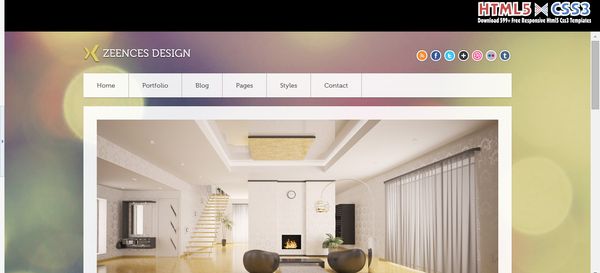 HTML5 CSS3
Download 599+ Free Responsive Html5 Css3 Templates
ZEENCES DESIGN
Home Portfolio Blog Pages Styles Contact